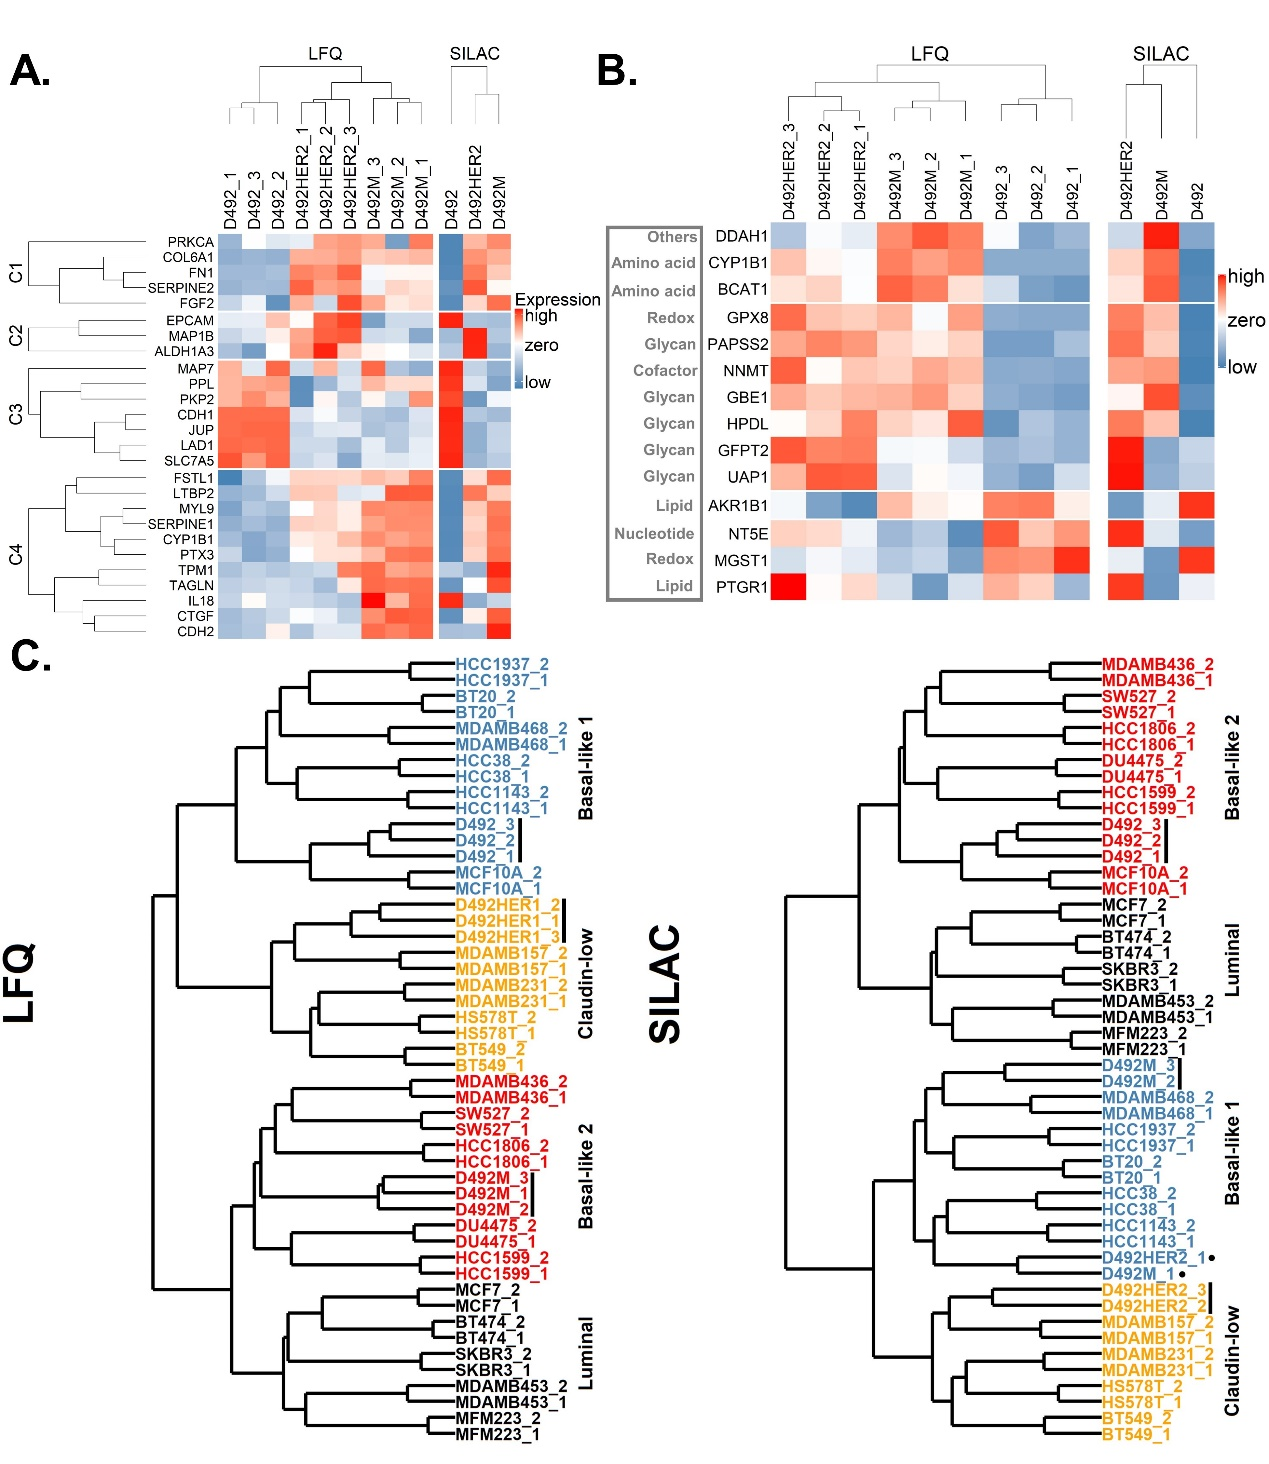 A.
LFQ
SILAC
D492_1
D492_3
D492_2
D492HER2_1
D492HER2_2
D492HER2_3
D492M_3
D492M_2
D492M_1
D492
D492HER2
D492M
C1
PRKCA
COL6A1
FN1
SERPINE2
FGF2
C2
EPCAM
MAP1B
ALDH1A3
C3
MAP7
PPL
PKP2
CDH1
JUP
LAD1
SLC7A5
C4
FSTL1
LTBP2
MYL9
SERPINE1
CYP1B1
PTX3
TPM1
TAGLN
IL18
CTGF
CDH2
Expression
high
zero
low
B.
LFQ
SILAC
D492HER2_3
D492HER2_2
D492HER2_1
D492M_3
D492M_2
D492M_1
D492_3
D492_2
D492_1
D492HER2
D492M
D492
Others DDAH1
Amino acid CYP1B1
Amino acid BCAT1
Redox GPX8
Glycan PAPSS2
Cofactor NNMT
Glycan GBE1
Glycan HPDL
Glycan GFPT2
Glycan UAP1
Lipid AKR1B1
Nucleotide NT5E
Redox MGST1
Lipid PTGR1
high
zero
low
C.
LFQ
HCC1937_2
HCC1937_1
BT20_2
BT20_1
MDAMB468_2
MDAMB468_1
HCC38_2
HCC38_1
HCC1143_2
HCC1143_1
D492_3
D492_2
D492_1
MCF10A_2
MCF10A_1
Basal-like 1
D492HER1_2
D492HER1_1
D492HER1_3
MDAMB157_2
MDAMB157_1
MDAMB231_2
MDAMB231_1
HS578T_2
HS578T_1
BT549_2
BT549_1
Claudin-low
MDAMB436_2
MDAMB436_1
SW527_2
SW527_1
HCC1806_2
HCC1806_1
D492M_3
D492M_1
D492M_2
DU4475_2
DU4475_1
HCC1599_2
HCC1599_1
Basal-like 2
MCF7_2
MCF7_1
BT474_2
BT474_1
SKBR3_2
SKBR3_1
MDAMB453_2
MDAMB453_1
MFM223_2
MFM223_1
Luminal
SILAC
MDAMB436_2
MDAMB436_1
SW527_2
SW527_1
HCC1806_2
HCC1806_1
DU4475_2
DU4475_1
HCC1599_2
HCC1599_1
D492_3
D492_2
D492_1
MCF10A_2
MCF10A_1
Basal-like 2
MCF7_2
MCF7_1
BT474_2
BT474_1
SKBR3_2
SKBR3_1
MDAMB453_2
MDAMB453_1
MFM223_2
MFM223_1
Luminal
D492M_3
D492M_2
MDAMB468_2
MDAMB468_1
HCC1937_2
HCC1937_1
BT20_2
BT20_1
HCC38_2
HCC38_1
HCC1143_2
HCC1143_1
D492HER2_1•
D492M_1•
Basal-like 1
D492HER2_3
D492HER2_2
MDAMB157_2
MDAMB157_1
MDAMB231_2
MDAMB231_1
HS578T_2
HS578T_1
BT549_2
BT549_1
Claudin-low